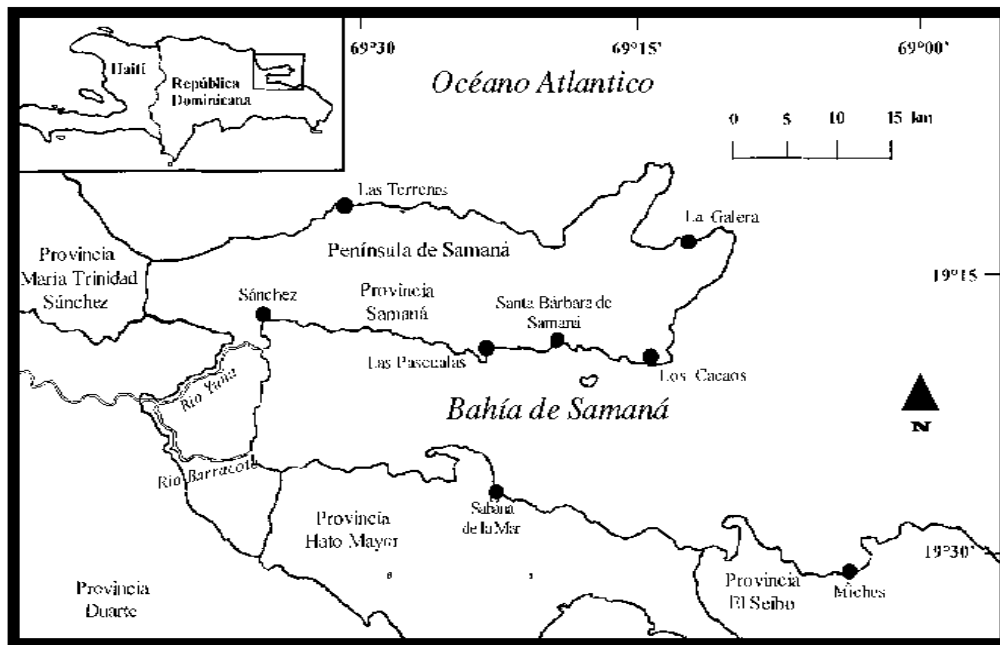 69°30
69°15
69°00
Haití
República
Dominicana
Océano Atlantico
0 5 10 15 km
Las Terrenas
La Galera
Provincia
María Trinidad
Sánchez
Península de Samaná
19°15
Sánchez
Provincia
Samaná
Santa Bárbara de
Samaná
Las Pascualas
Los Cacaos
Río Yuna
Bahía de Samaná
N
Río Barracote
Sabana
de la Mar
Provincia
Hato Mayor
19°30'
Provincia
El Seibo
Miches
Provincia
Duarte